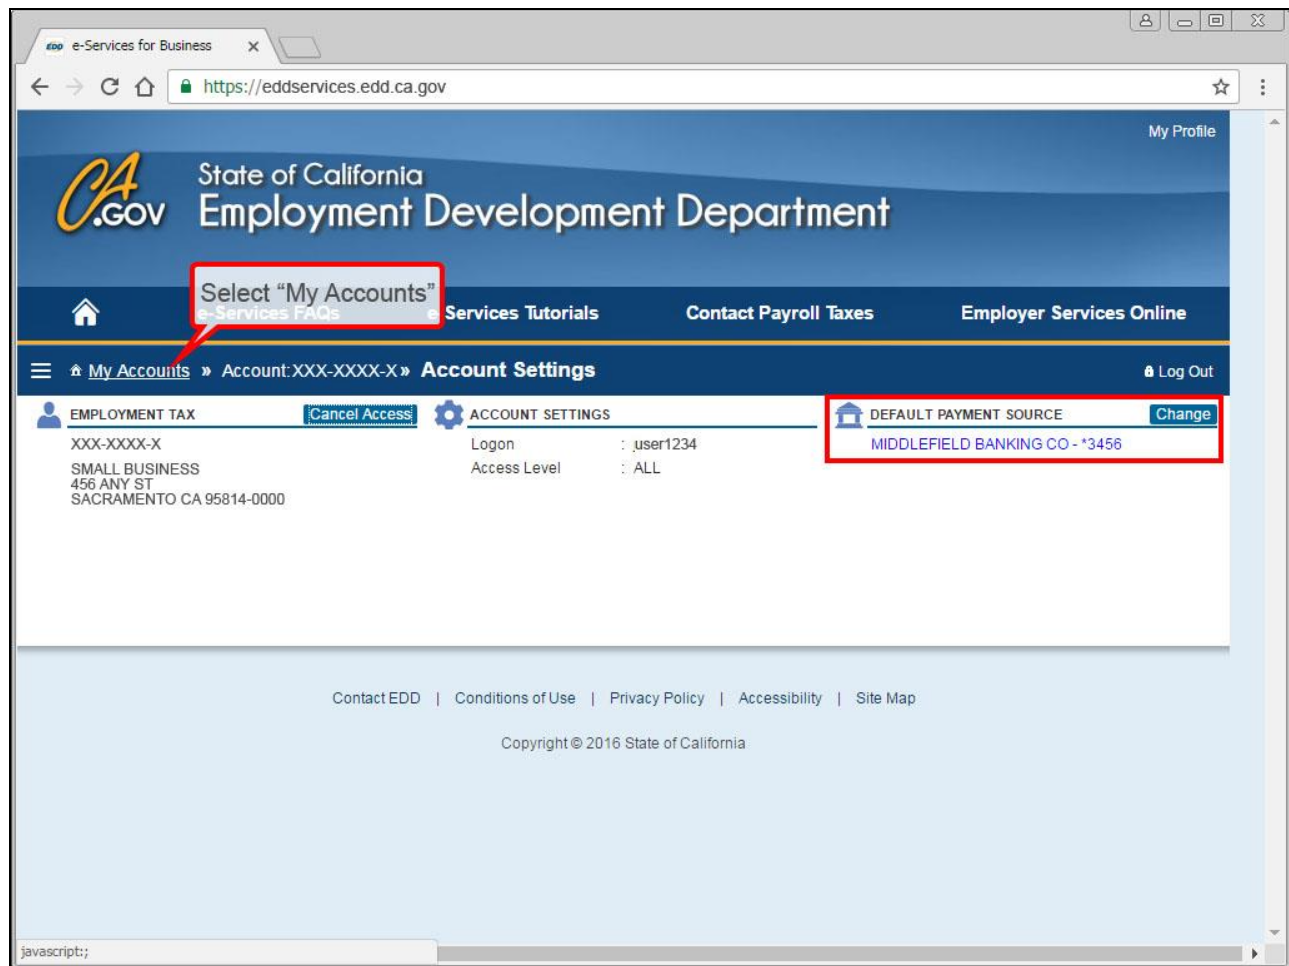 EDD e-Services for Business
https://eddservices.edd.ca.gov
My Profile
CA.GOV
State of California
Employment Development Department
Select “My Accounts”
e-Services FAQs e-Services Tutorials Contact Payroll Taxes Employer Services Online
My Accounts » Account:XXX-XXXX-X » Account Settings Log Out
EMPLOYMENT TAX Cancel Access ACCOUNT SETTINGS DEFAULT PAYMENT SOURCE Change
XXX-XXXX-X Logon : user1234 MIDDLEFIELD BANKING CO - *3456
SMALL BUSINESS Access Level : ALL
456 ANY ST
SACRAMENTO CA 95814-0000
Contact EDD | Conditions of Use | Privacy Policy | Accessibility | Site Map
Copyright © 2016 State of California
javascript:;